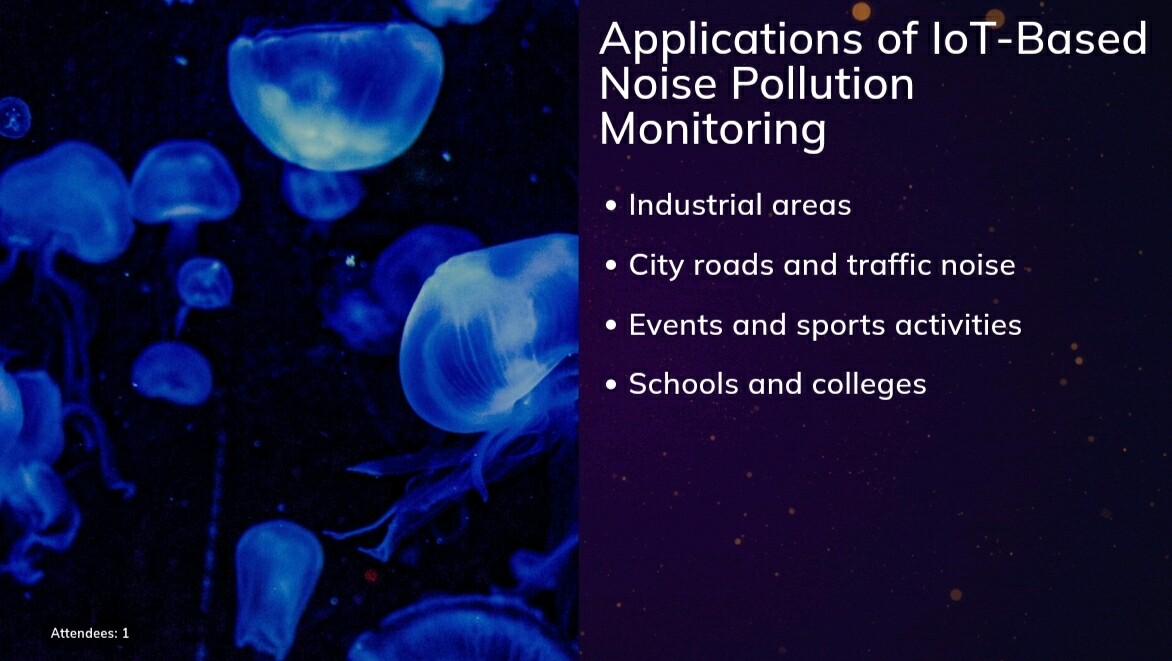 Applications of IoT-Based
Noise Pollution
Monitoring
• Industrial areas
• City roads and traffic noise
• Events and sports activities
• Schools and colleges
Attendees: 1